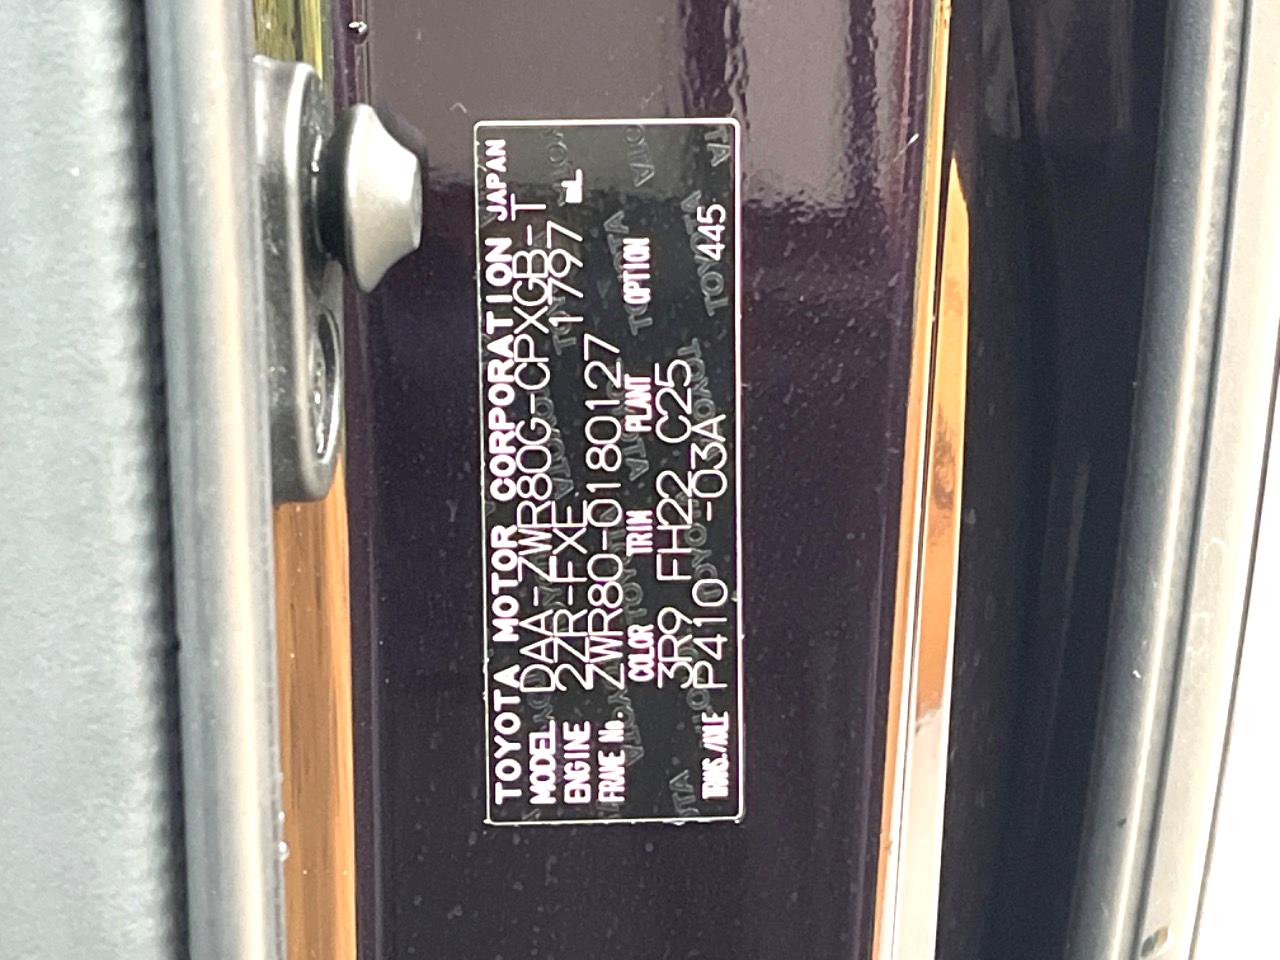 TOYOTA MOTOR CORPORATION JAPAN
MODEL DAA-ZWR80G-CPXGB-T
ENGINE 2ZR-FXE 1797 mL
FRAME No. ZWR80-0180127
COLOR TRIM PLANT OPTION
3R9 FH22 C25
TRANS./AXLE P410 -03A 445